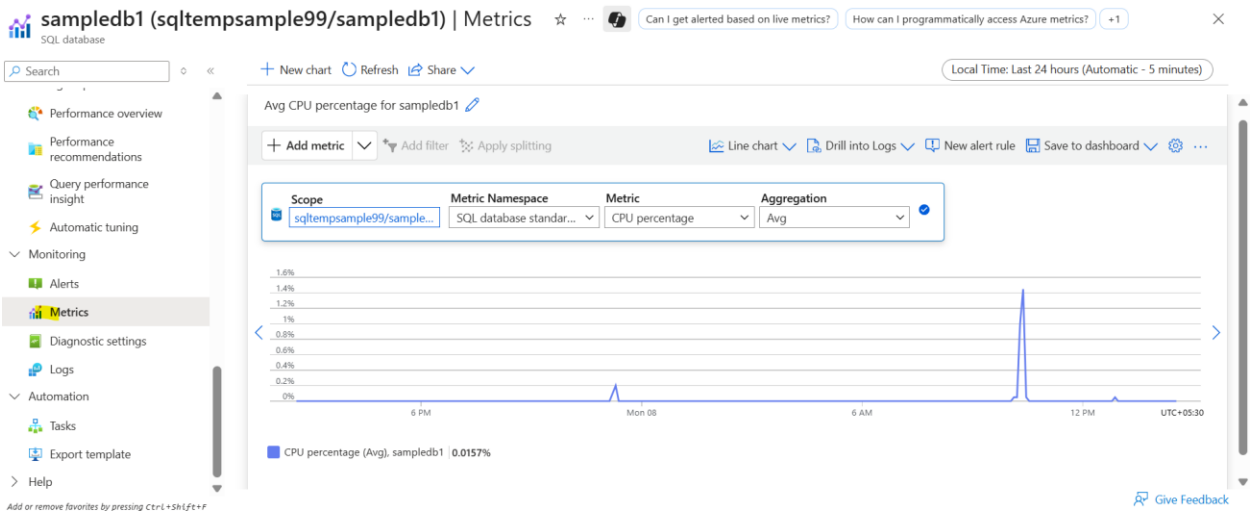 sampledb1 (sqltempsample99/sampledb1) | Metrics
SQL database
Can I get alerted based on live metrics?
How can I programmatically access Azure metrics?
+1
Search
Performance overview
Performance
recommendations
Query performance
insight
Automatic tuning
Monitoring
Alerts
Metrics
Diagnostic settings
Logs
Automation
Tasks
Export template
Help
Add or remove favorites by pressing Ctrl+Shift+F
New chart
Refresh
Share
Local Time: Last 24 hours (Automatic - 5 minutes)
Avg CPU percentage for sampledb1
Add metric
Add filter
Apply splitting
Line chart
Drill into Logs
New alert rule
Save to dashboard
Scope
sqltempsample99/sample...
Metric Namespace
SQL database standar...
Metric
CPU percentage
Aggregation
Avg
1.6%
1.4%
1.2%
1%
0.8%
0.6%
0.4%
0.2%
0%
6 PM
Mon 08
6 AM
12 PM
UTC+05:30
CPU percentage (Avg), sampledb1 | 0.0157%
Give Feedback